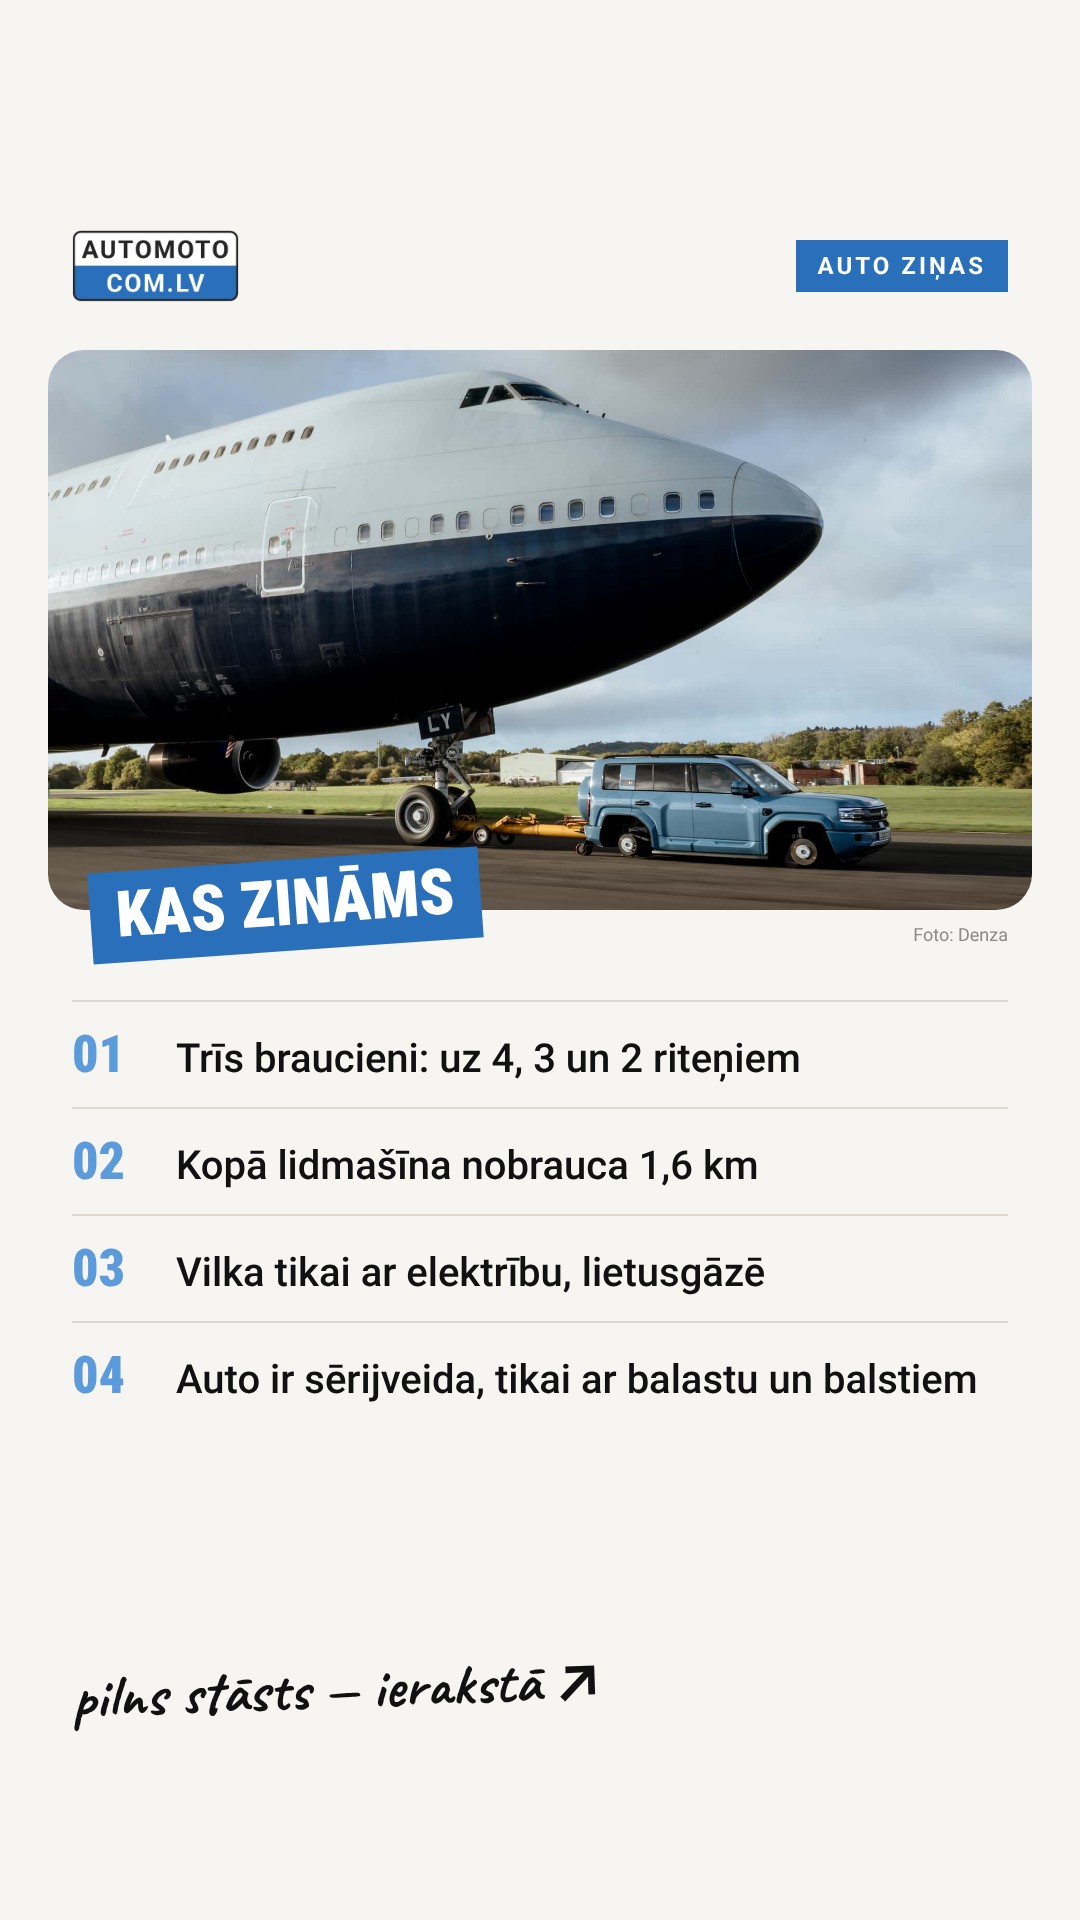 AUTOMOTO
COM.LV
AUTO ZIŅAS
LY
KAS ZINĀMS
Foto: Denza
01 Trīs braucieni: uz 4, 3 un 2 riteņiem
02 Kopā lidmašīna nobrauca 1,6 km
03 Vilka tikai ar elektrību, lietusgāzē
04 Auto ir sērijveida, tikai ar balastu un balstiem
pilns stāsts – ierakstā